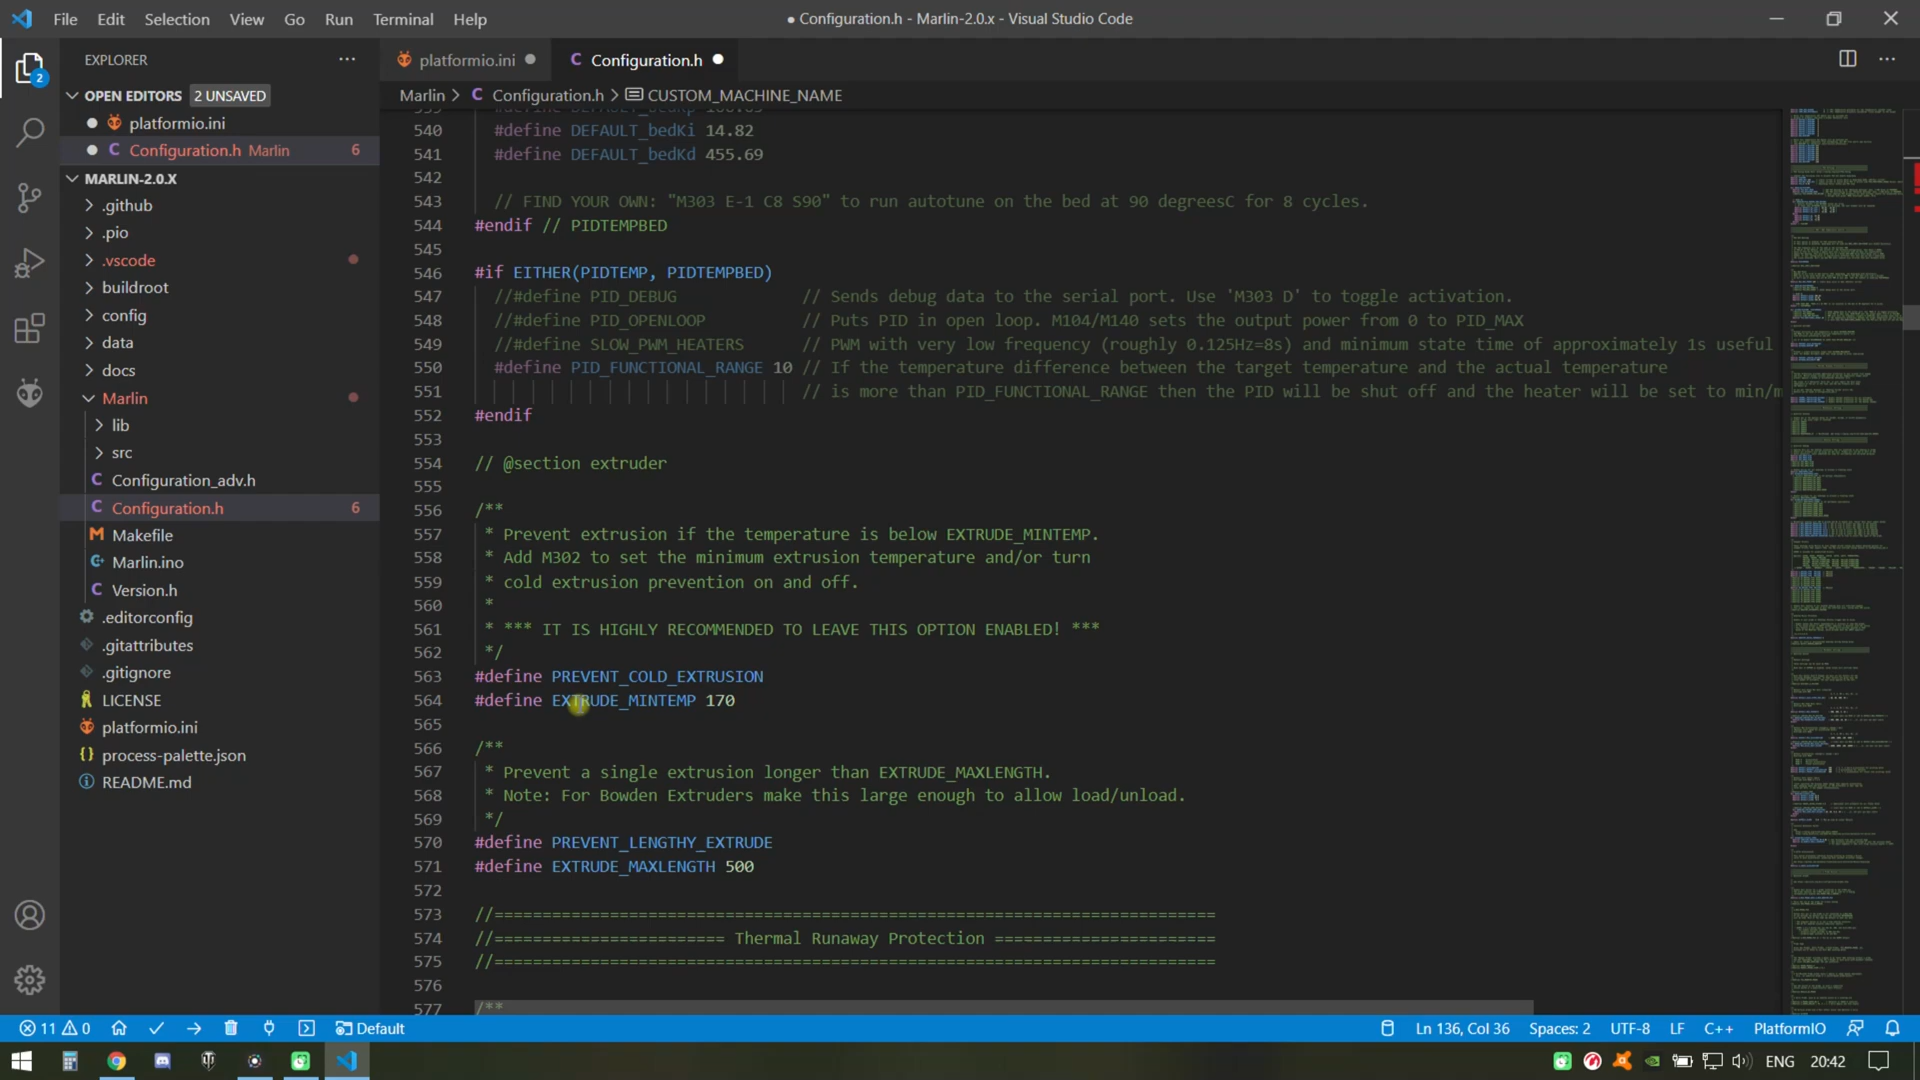 File Edit Selection View Go Run Terminal Help
● Configuration.h - Marlin-2.0.x - Visual Studio Code
EXPLORER
OPEN EDITORS 2 UNSAVED
platformio.ini
Configuration.h Marlin 6
MARLIN-2.0.X
.github
.pio
.vscode
buildroot
config
data
docs
Marlin
lib
src
Configuration_adv.h
Configuration.h 6
Makefile
Marlin.ino
Version.h
.editorconfig
.gitattributes
.gitignore
LICENSE
platformio.ini
process-palette.json
README.md
2
platformio.ini
Configuration.h
Marlin > Configuration.h > CUSTOM_MACHINE_NAME
540 #define DEFAULT_bedKi 14.82
541 #define DEFAULT_bedKd 455.69
542
543 // FIND YOUR OWN: "M303 E-1 C8 S90" to run autotune on the bed at 90 degreesC for 8 cycles.
544 #endif // PIDTEMPBED
545
546 #if EITHER(PIDTEMP, PIDTEMPBED)
547 //#define PID_DEBUG // Sends debug data to the serial port. Use 'M303 D' to toggle activation.
548 //#define PID_OPENLOOP // Puts PID in open loop. M104/M140 sets the output power from 0 to PID_MAX
549 //#define SLOW_PWM_HEATERS // PWM with very low frequency (roughly 0.125Hz=8s) and minimum state time of approximately 1s useful
550 #define PID_FUNCTIONAL_RANGE 10 // If the temperature difference between the target temperature and the actual temperature
551 // is more than PID_FUNCTIONAL_RANGE then the PID will be shut off and the heater will be set to min/m
552 #endif
553
554 // @section extruder
555
556 /**
557 * Prevent extrusion if the temperature is below EXTRUDE_MINTEMP.
558 * Add M302 to set the minimum extrusion temperature and/or turn
559 * cold extrusion prevention on and off.
560 *
561 * *** IT IS HIGHLY RECOMMENDED TO LEAVE THIS OPTION ENABLED! ***
562 */
563 #define PREVENT_COLD_EXTRUSION
564 #define EXTRUDE_MINTEMP 170
565
566 /**
567 * Prevent a single extrusion longer than EXTRUDE_MAXLENGTH.
568 * Note: For Bowden Extruders make this large enough to allow load/unload.
569 */
570 #define PREVENT_LENGTHY_EXTRUDE
571 #define EXTRUDE_MAXLENGTH 500
572
573 //===========================================================================
574 //======================== Thermal Runaway Protection =======================
575 //===========================================================================
576
577 /**
11 0 Default
Ln 136, Col 36 Spaces: 2 UTF-8 LF C++ PlatformIO
ENG 20:42